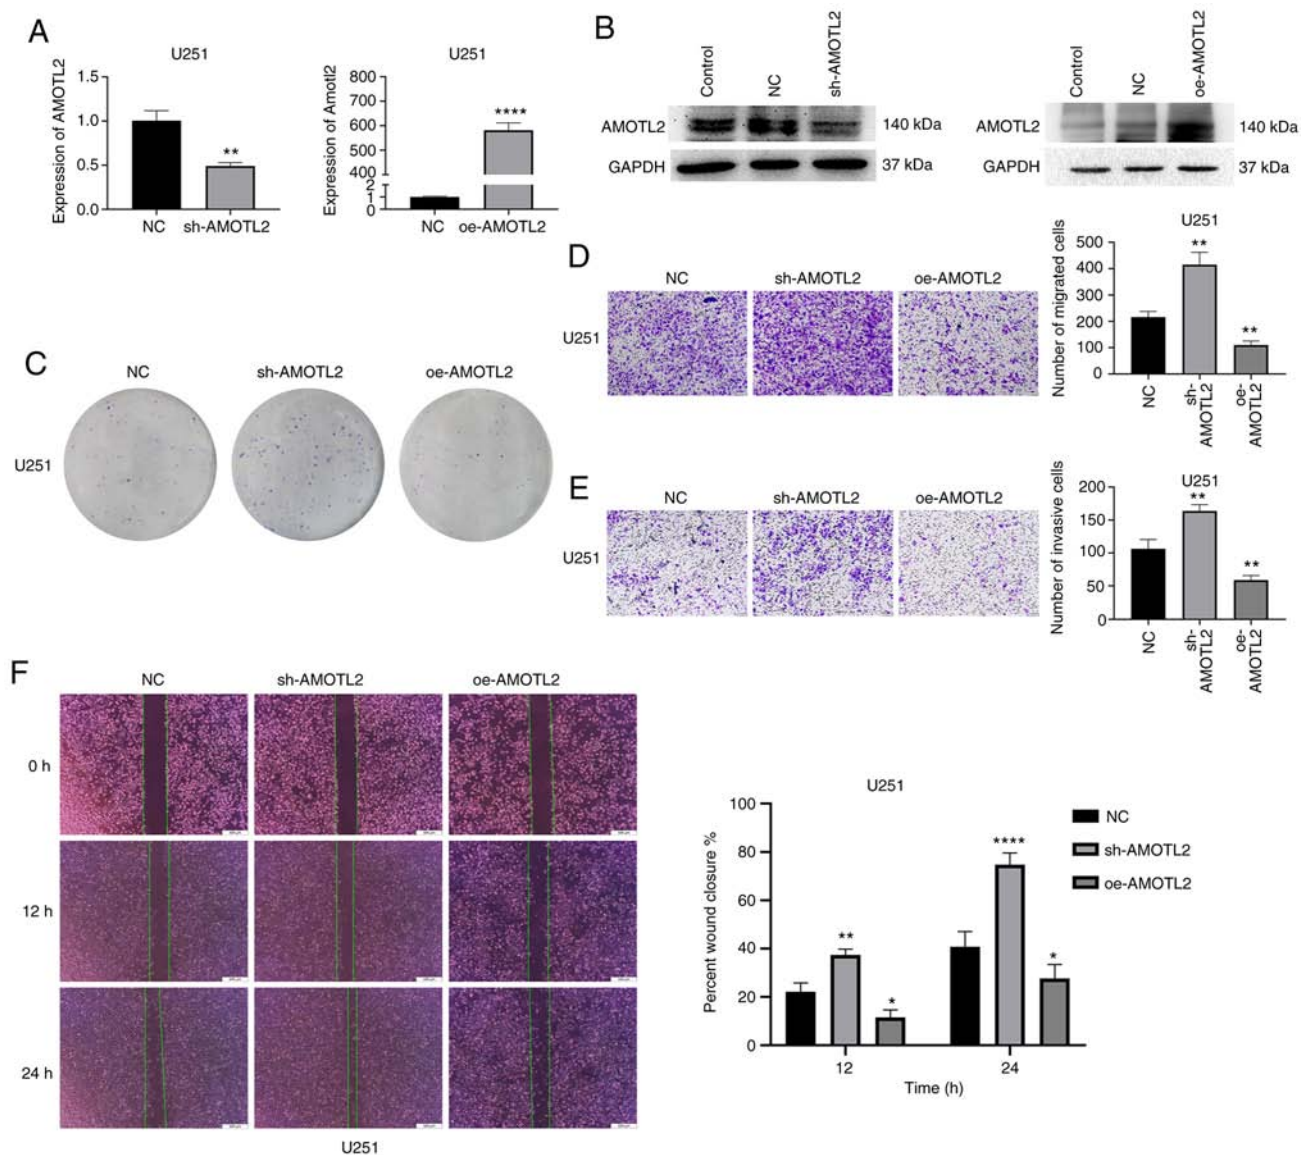 A
U251
Expression of AMOTL2
1.5
1.0
0.5
0.0
**
NC
sh-AMOTL2
U251
Expression of Amotl2
800
700
600
500
400
2
1
0
****
NC
oe-AMOTL2
B
Control
NC
sh-AMOTL2
AMOTL2
140 kDa
GAPDH
37 kDa
Control
NC
oe-AMOTL2
AMOTL2
140 kDa
GAPDH
37 kDa
C
NC
sh-AMOTL2
oe-AMOTL2
U251
D
NC
sh-AMOTL2
oe-AMOTL2
U251
U251
Number of migrated cells
500
400
300
200
100
0
**
**
NC
sh-
AMOTL2
oe-
AMOTL2
E
NC
sh-AMOTL2
oe-AMOTL2
U251
U251
Number of invasive cells
200
150
100
50
0
**
**
NC
sh-
AMOTL2
oe-
AMOTL2
F
NC
sh-AMOTL2
oe-AMOTL2
0 h
12 h
24 h
U251
U251
Percent wound closure %
100
80
60
40
20
0
**
*
****
*
12
24
Time (h)
NC
sh-AMOTL2
oe-AMOTL2